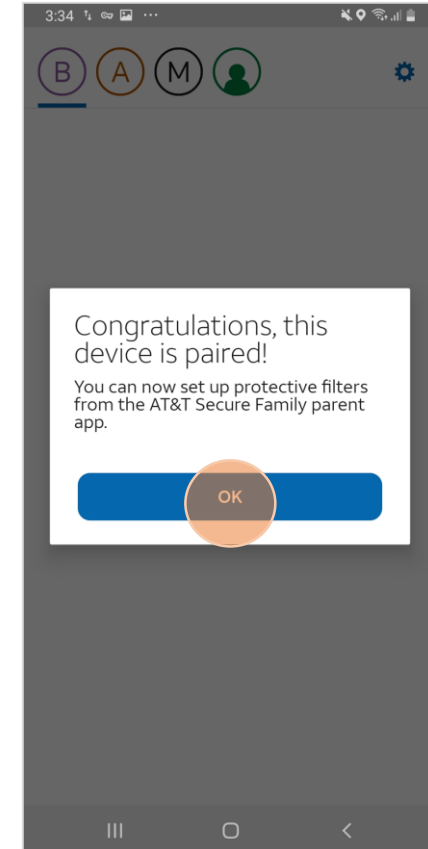 3:34
B A M
Congratulations, this
device is paired!
You can now set up protective filters
from the AT&T Secure Family parent
app.
OK